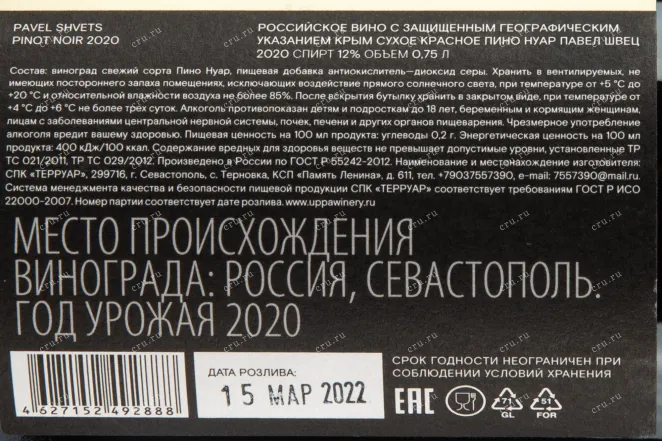 PAVEL SHVETS
PINOT NOIR 2020
РОССИЙСКОЕ ВИНО С ЗАЩИЩЕННЫМ ГЕОГРАФИЧЕСКИМ
УКАЗАНИЕМ КРЫМ СУХОЕ КРАСНОЕ ПИНО НУАР ПАВЕЛ ШВЕЦ
2020 СПИРТ 12% ОБЪЕМ 0,75 Л
Состав: виноград свежий сорта Пино Нуар, пищевая добавка антиокислитель—диоксид серы. Хранить в вентилируемых, не
имеющих постороннего запаха помещениях, исключающих воздействие прямого солнечного света, при температуре от +5 °С до
+20 °С и относительной влажности воздуха не более 85%. После вскрытия бутылку хранить в закрытом виде, при температуре от
+4 °С до +6 °С не более трех суток. Алкоголь противопоказан детям и подросткам до 18 лет, беременным и кормящим женщинам,
лицам с заболеваниями центральной нервной системы, почек, печени и других органов пищеварения. Чрезмерное употребление
алкоголя вредит вашему здоровью. Пищевая ценность на 100 мл продукта: углеводы 0,2 г. Энергетическая ценность на 100 мл
продукта: 400 кДж/100 ккал. Содержание вредных для здоровья веществ не превышает допустимые уровни, установленные ТР
ТС 021/2011, ТР ТС 029/2012. Произведено в России по ГОСТ Р 55242-2012. Наименование и местонахождение изготовителя:
СПК «ТЕРРУАР», 299716, г. Севастополь, с. Терновка, КСП «Память Ленина», д. 611, тел. +79037557390, e-mail: 7557390@mail.ru.
Система менеджмента качества и безопасности пищевой продукции СПК «ТЕРРУАР» соответствует требованиям ГОСТ Р ИСО
22000-2007. Номер партии соответствует дате розлива. www.uppawinery.ru
МЕСТО ПРОИСХОЖДЕНИЯ
ВИНОГРАДА: РОССИЯ, СЕВАСТОПОЛЬ.
ГОД УРОЖАЯ 2020
4 627152 492888
ДАТА РОЗЛИВА:
15 МАР 2022
СРОК ГОДНОСТИ НЕОГРАНИЧЕН ПРИ
СОБЛЮДЕНИИ УСЛОВИЙ ХРАНЕНИЯ
EAC
71
GL
51
FOR
cru.ru